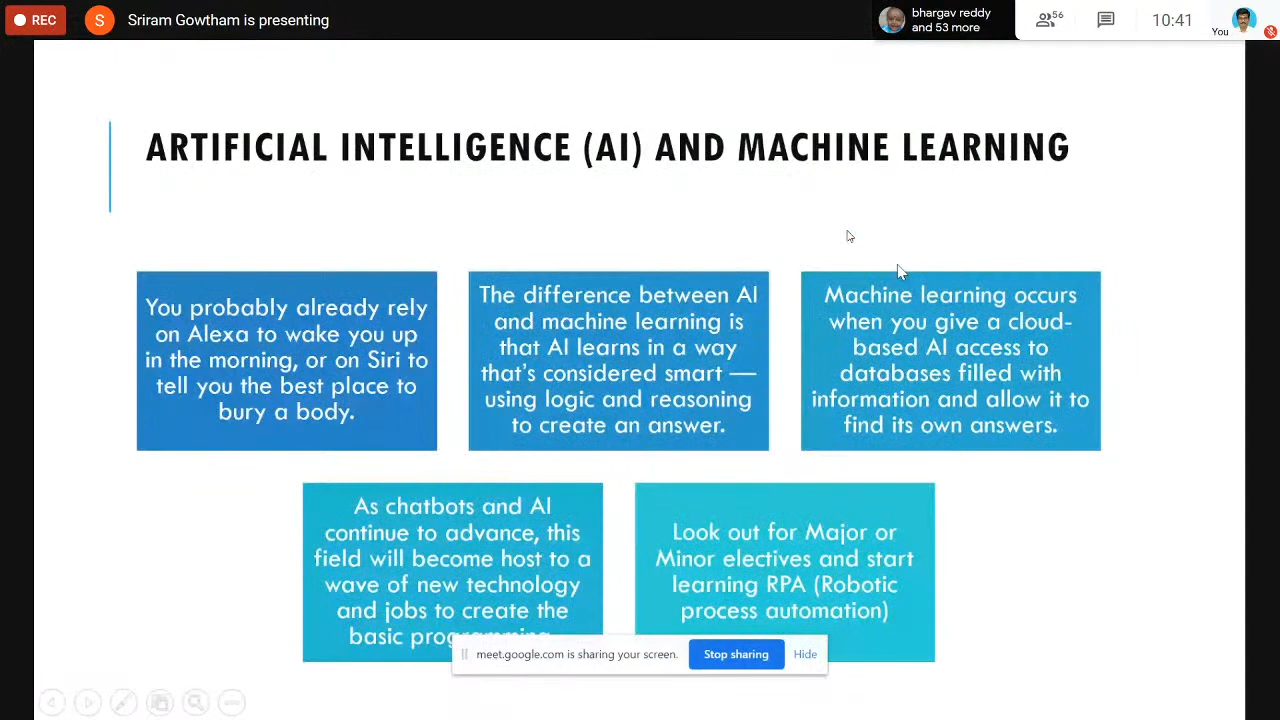 REC
S
Sriram Gowtham is presenting
bhargav reddy
and 53 more
56
10:41
You
ARTIFICIAL INTELLIGENCE (AI) AND MACHINE LEARNING
You probably already rely
on Alexa to wake you up
in the morning, or on Siri to
tell you the best place to
bury a body.
The difference between AI
and machine learning is
that AI learns in a way
that's considered smart —
using logic and reasoning
to create an answer.
Machine learning occurs
when you give a cloud-
based AI access to
databases filled with
information and allow it to
find its own answers.
As chatbots and AI
continue to advance, this
field will become host to a
wave of new technology
and jobs to create the
basic programming.
Look out for Major or
Minor electives and start
learning RPA (Robotic
process automation)
meet.google.com is sharing your screen.
Stop sharing
Hide